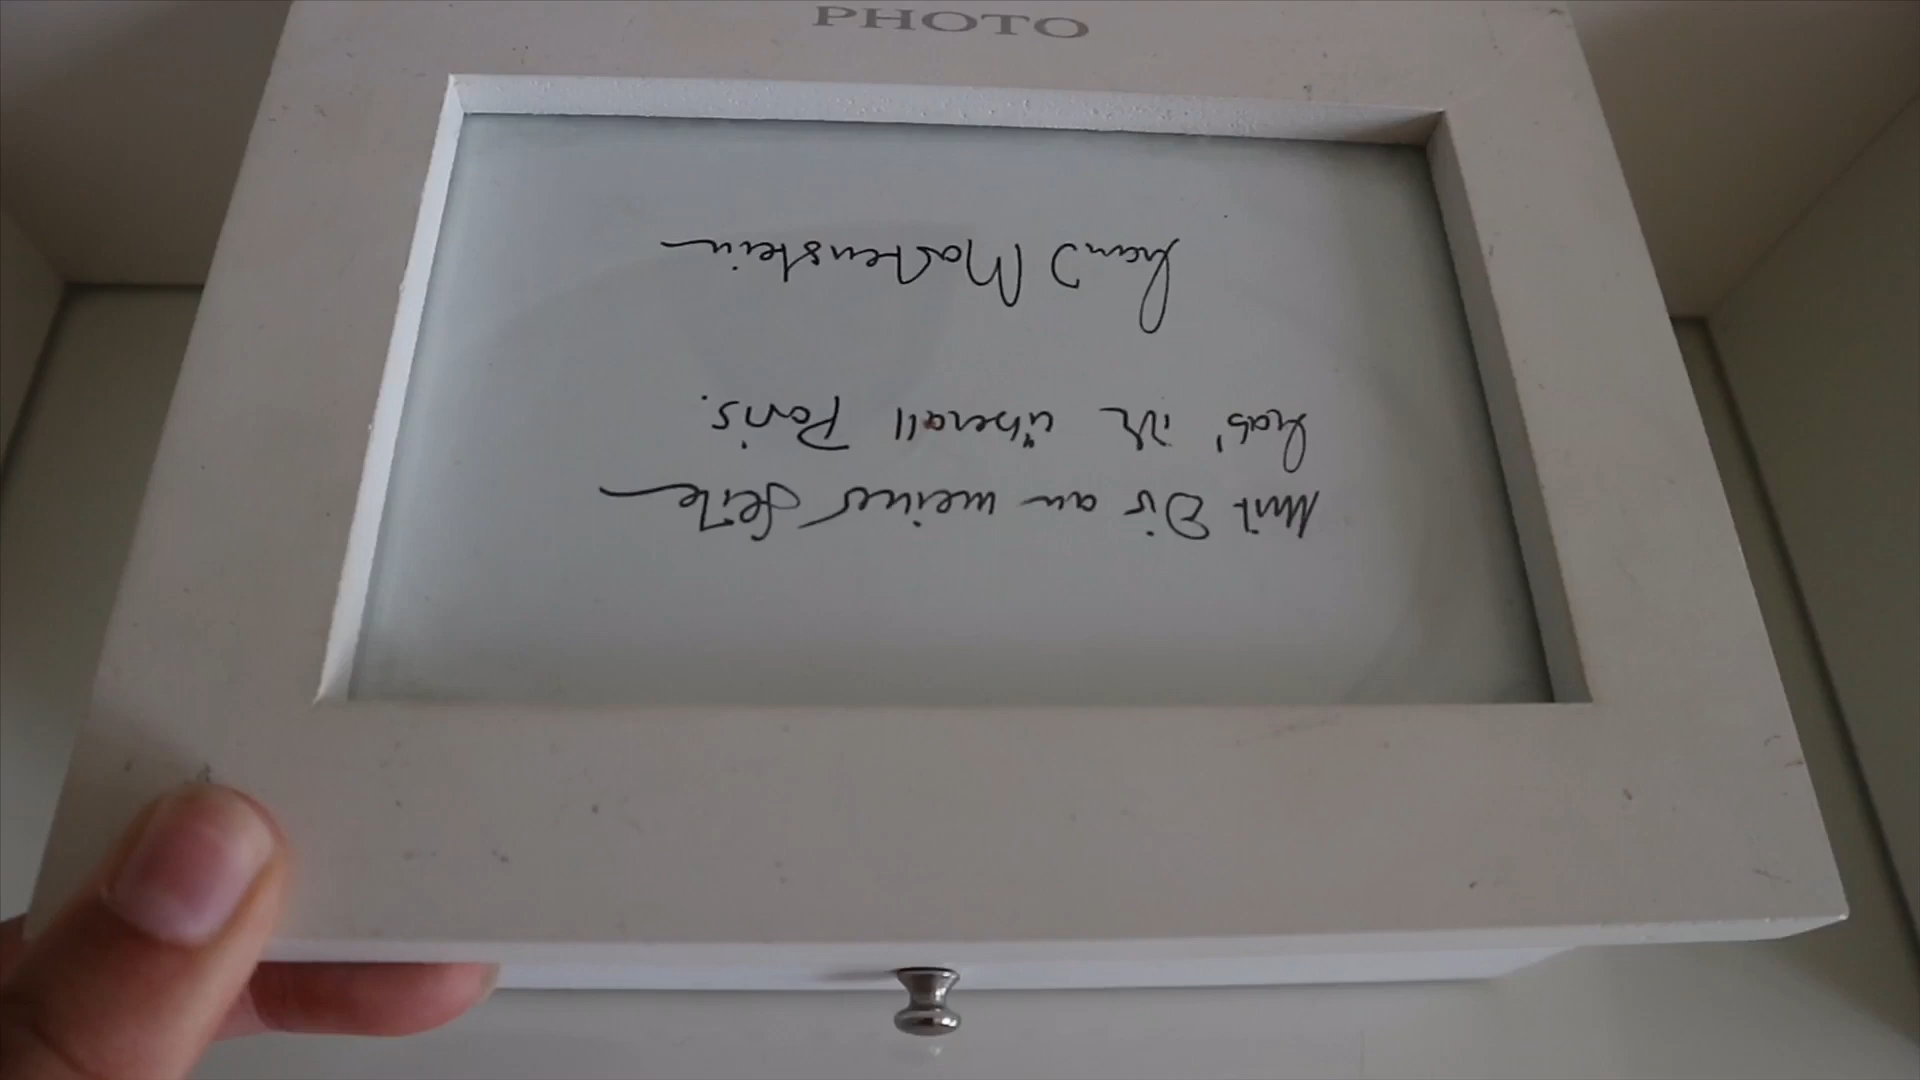 PHOTO
Mit Dir an meiner Seite
hab' ich überall Paris.